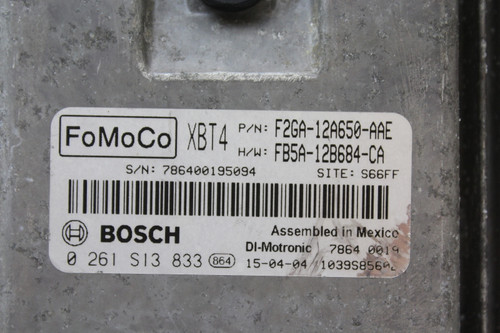 FoMoCo XBT4 P/N: F2GA-12A650-AAE
H/W: FB5A-12B684-CA
S/N: 786400195094 SITE: S66FF
BOSCH Assembled in Mexico
DI-Motronic 7864 0019
0 261 S13 833 864 15-04-04